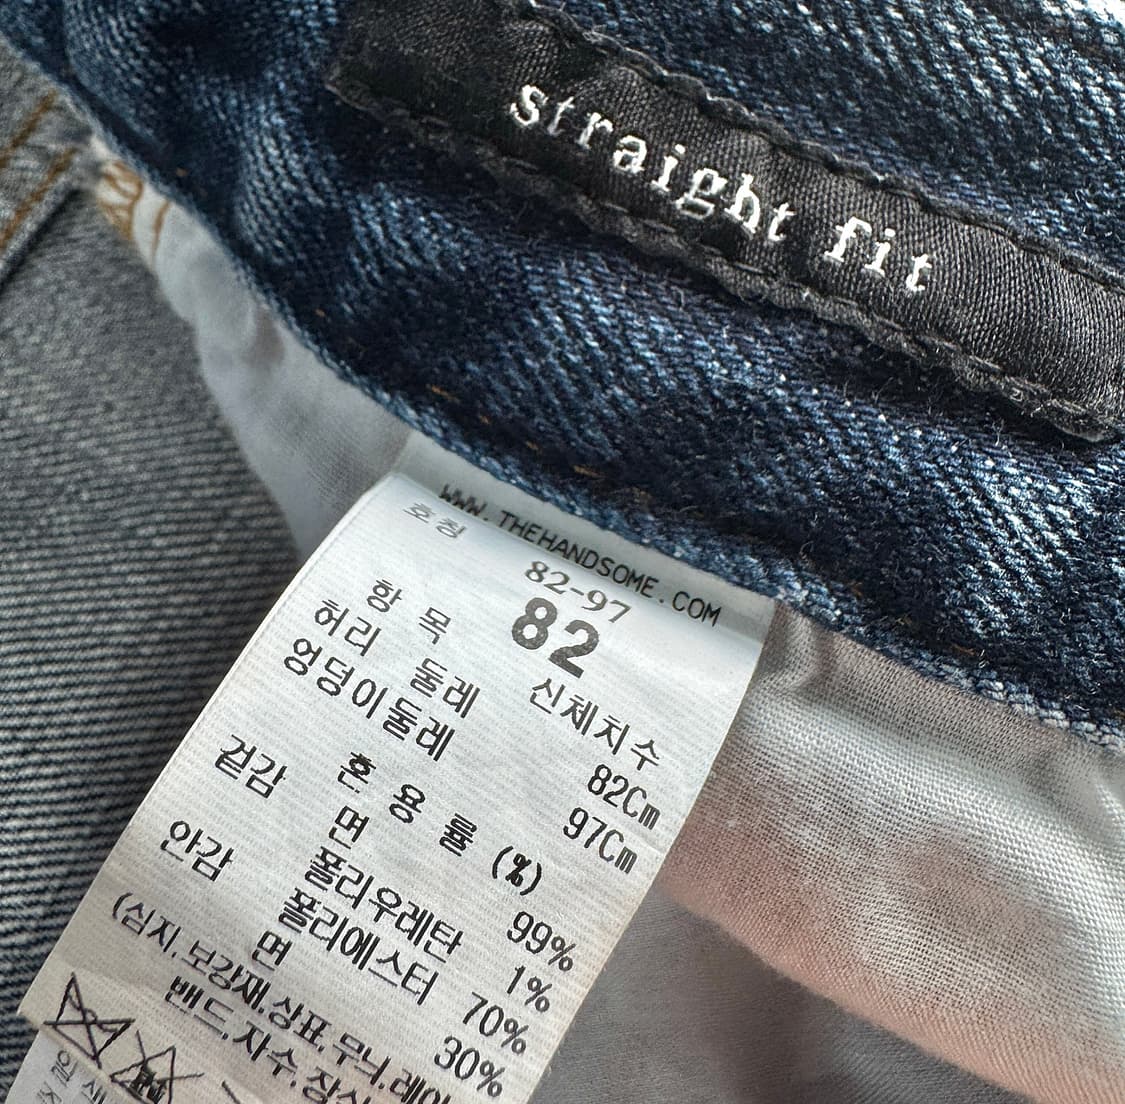 straight fit
WWW.THEHANDSOME.COM
호칭 82-97
82
항 목 신체치수
허리 둘레 82Cm
엉덩이둘레 97Cm
혼 용 률 (%)
겉감 면 99%
폴리우레탄 1%
안감 폴리에스터 70%
면 30%
(심지.보강재.상표.무늬.레이
밴드.자수.장식